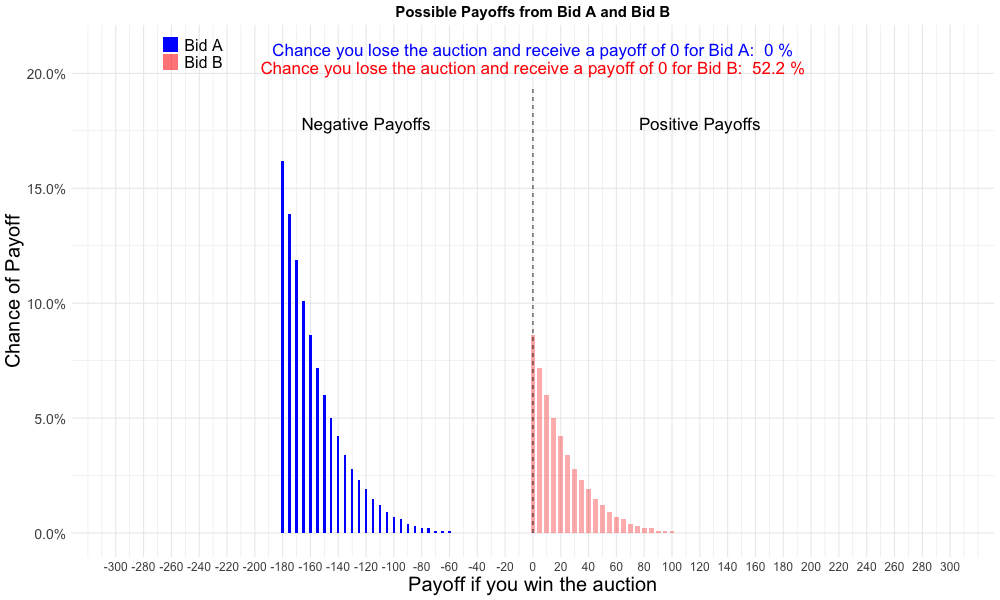 Possible Payoffs from Bid A and Bid B
Bid A
Bid B
Chance you lose the auction and receive a payoff of 0 for Bid A:  0 %
Chance you lose the auction and receive a payoff of 0 for Bid B:  52.2 %
Negative Payoffs
Positive Payoffs
Chance of Payoff
20.0%
15.0%
10.0%
5.0%
0.0%
-300 -280 -260 -240 -220 -200 -180 -160 -140 -120 -100 -80 -60 -40 -20 0 20 40 60 80 100 120 140 160 180 200 220 240 260 280 300
Payoff if you win the auction